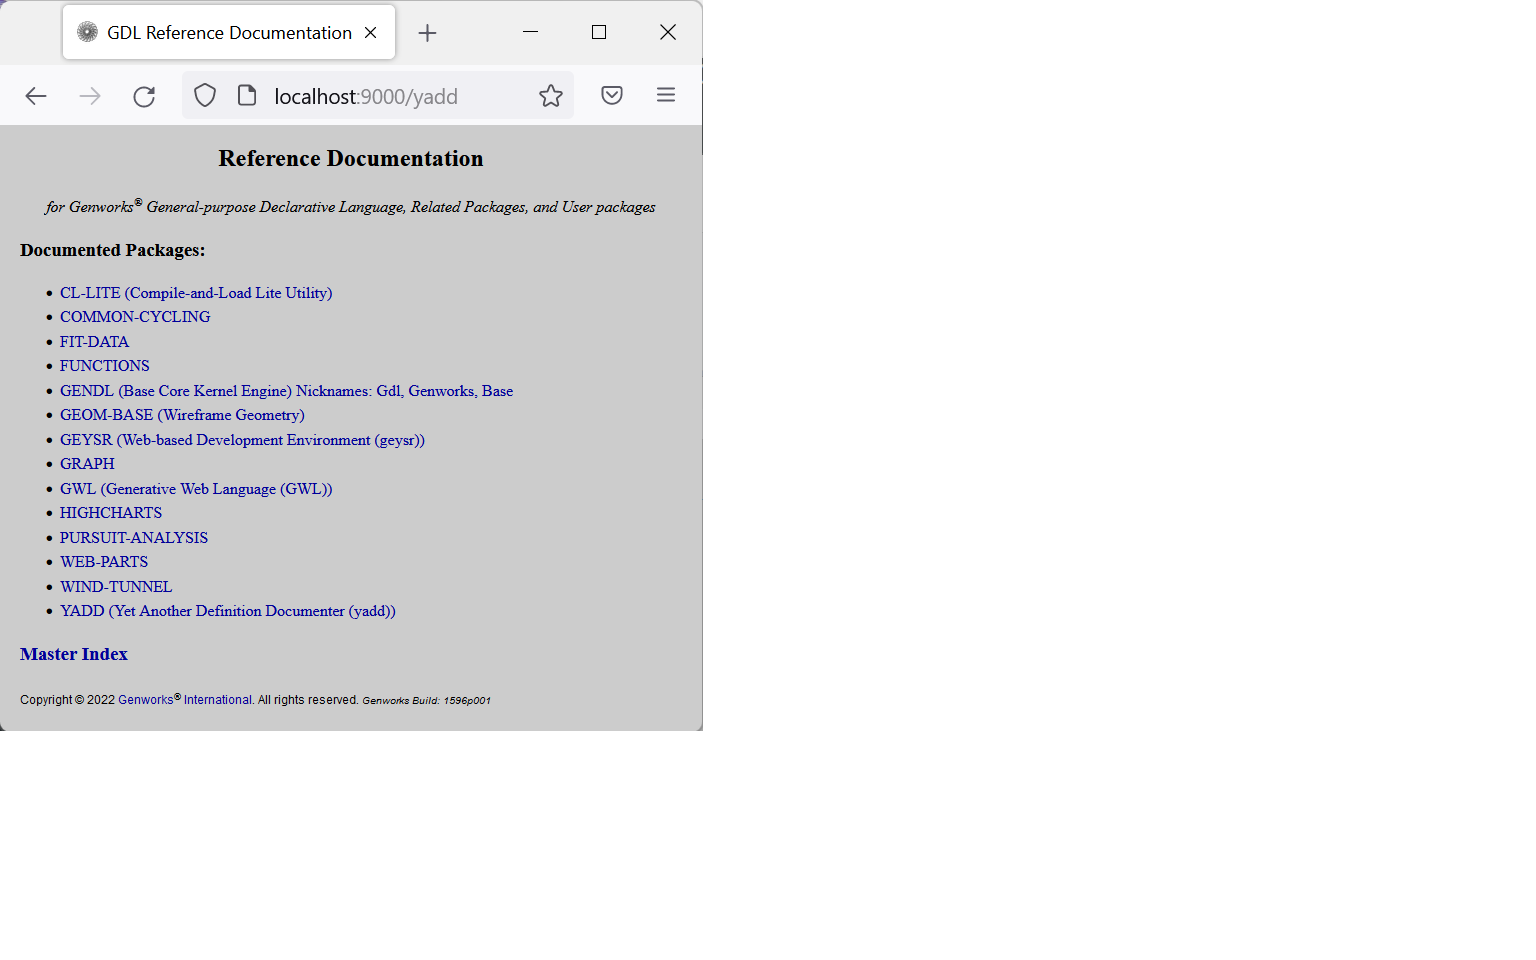 GDL Reference Documentation
localhost:9000/yadd
Reference Documentation
for Genworks® General-purpose Declarative Language, Related Packages, and User packages
Documented Packages:
CL-LITE (Compile-and-Load Lite Utility)
COMMON-CYCLING
FIT-DATA
FUNCTIONS
GENDL (Base Core Kernel Engine) Nicknames: Gdl, Genworks, Base
GEOM-BASE (Wireframe Geometry)
GEYSR (Web-based Development Environment (geysr))
GRAPH
GWL (Generative Web Language (GWL))
HIGHCHARTS
PURSUIT-ANALYSIS
WEB-PARTS
WIND-TUNNEL
YADD (Yet Another Definition Documenter (yadd))
Master Index
Copyright © 2022 Genworks® International. All rights reserved. Genworks Build: 1596p001